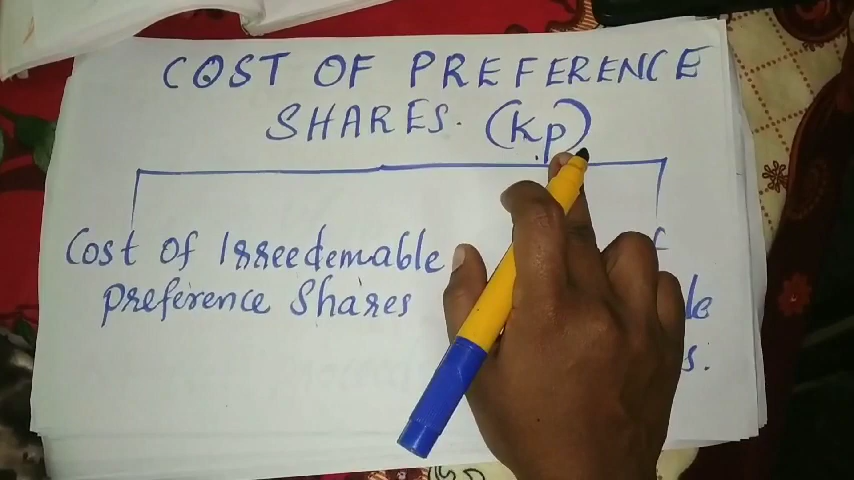 COST OF PREFERENCE
SHARES. (Kp)
Cost of Irreedemable
preference Shares